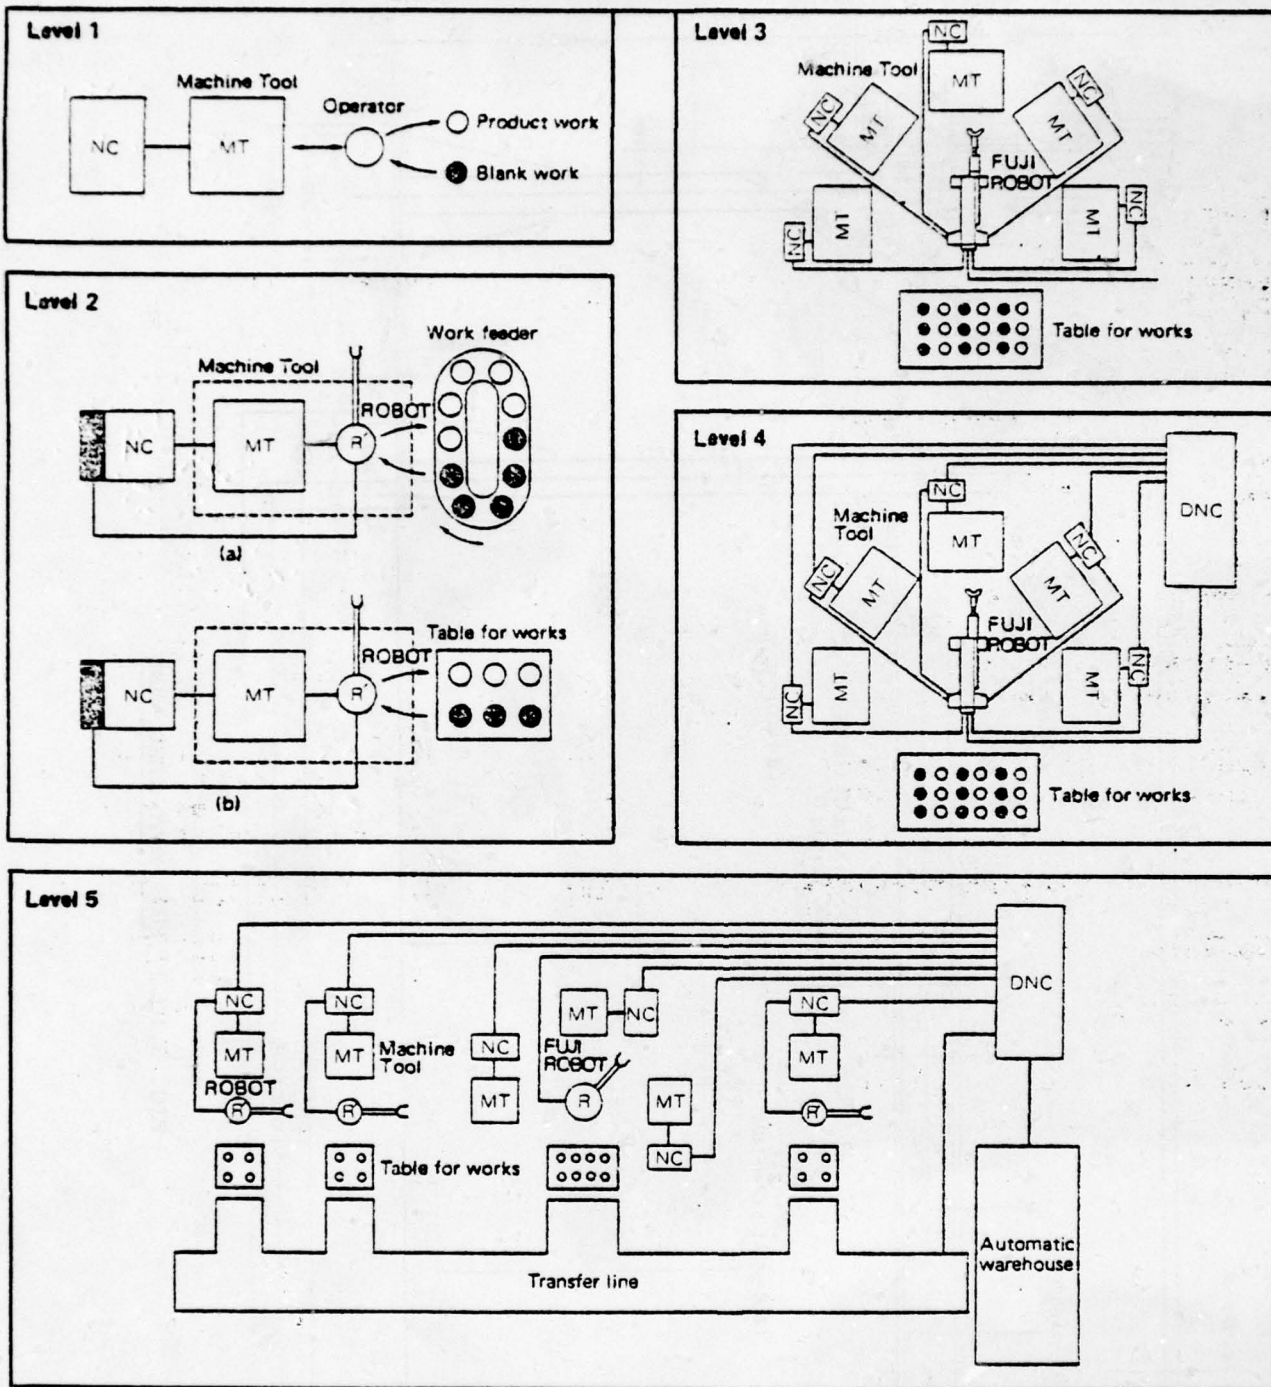 Level 1
Machine Tool
Operator
NC
MT
Product work
Blank work
Level 2
Work feeder
Machine Tool
ROBOT
NC
MT
R'
(a)
Table for works
ROBOT
NC
MT
R'
(b)
Level 3
NC
Machine Tool
MT
NC
MT
NC
MT
FUJI
ROBOT
NC
MT
MT
NC
Table for works
Level 4
DNC
NC
Machine
Tool
MT
NC
MT
NC
MT
FUJI
ROBOT
NC
MT
MT
NC
Table for works
Level 5
DNC
NC
NC
MT
NC
NC
MT
MT
Machine
Tool
NC
FUJI
ROBOT
MT
ROBOT
R'
R'
MT
R
MT
R'
NC
Table for works
Automatic
warehouse
Transfer line